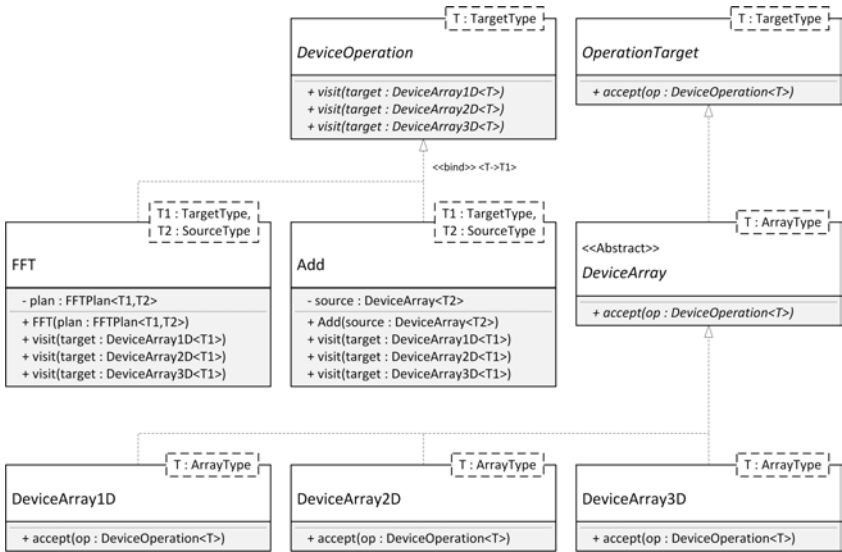 T : TargetType
DeviceOperation
+ visit(target : DeviceArray1D<T>)
+ visit(target : DeviceArray2D<T>)
+ visit(target : DeviceArray3D<T>)
T : TargetType
OperationTarget
+ accept(op : DeviceOperation<T>)
<<bind>> <T->T1>
T1 : TargetType,
T2 : SourceType
FFT
- plan : FFTPlan<T1,T2>
+ FFT(plan : FFTPlan<T1,T2>)
+ visit(target : DeviceArray1D<T1>)
+ visit(target : DeviceArray2D<T1>)
+ visit(target : DeviceArray3D<T1>)
T1 : TargetType,
T2 : SourceType
Add
- source : DeviceArray<T2>
+ Add(source : DeviceArray<T2>)
+ visit(target : DeviceArray1D<T1>)
+ visit(target : DeviceArray2D<T1>)
+ visit(target : DeviceArray3D<T1>)
T : ArrayType
<<Abstract>>
DeviceArray
+ accept(op : DeviceOperation<T>)
T : ArrayType
DeviceArray1D
+ accept(op : DeviceOperation<T>)
T : ArrayType
DeviceArray2D
+ accept(op : DeviceOperation<T>)
T : ArrayType
DeviceArray3D
+ accept(op : DeviceOperation<T>)